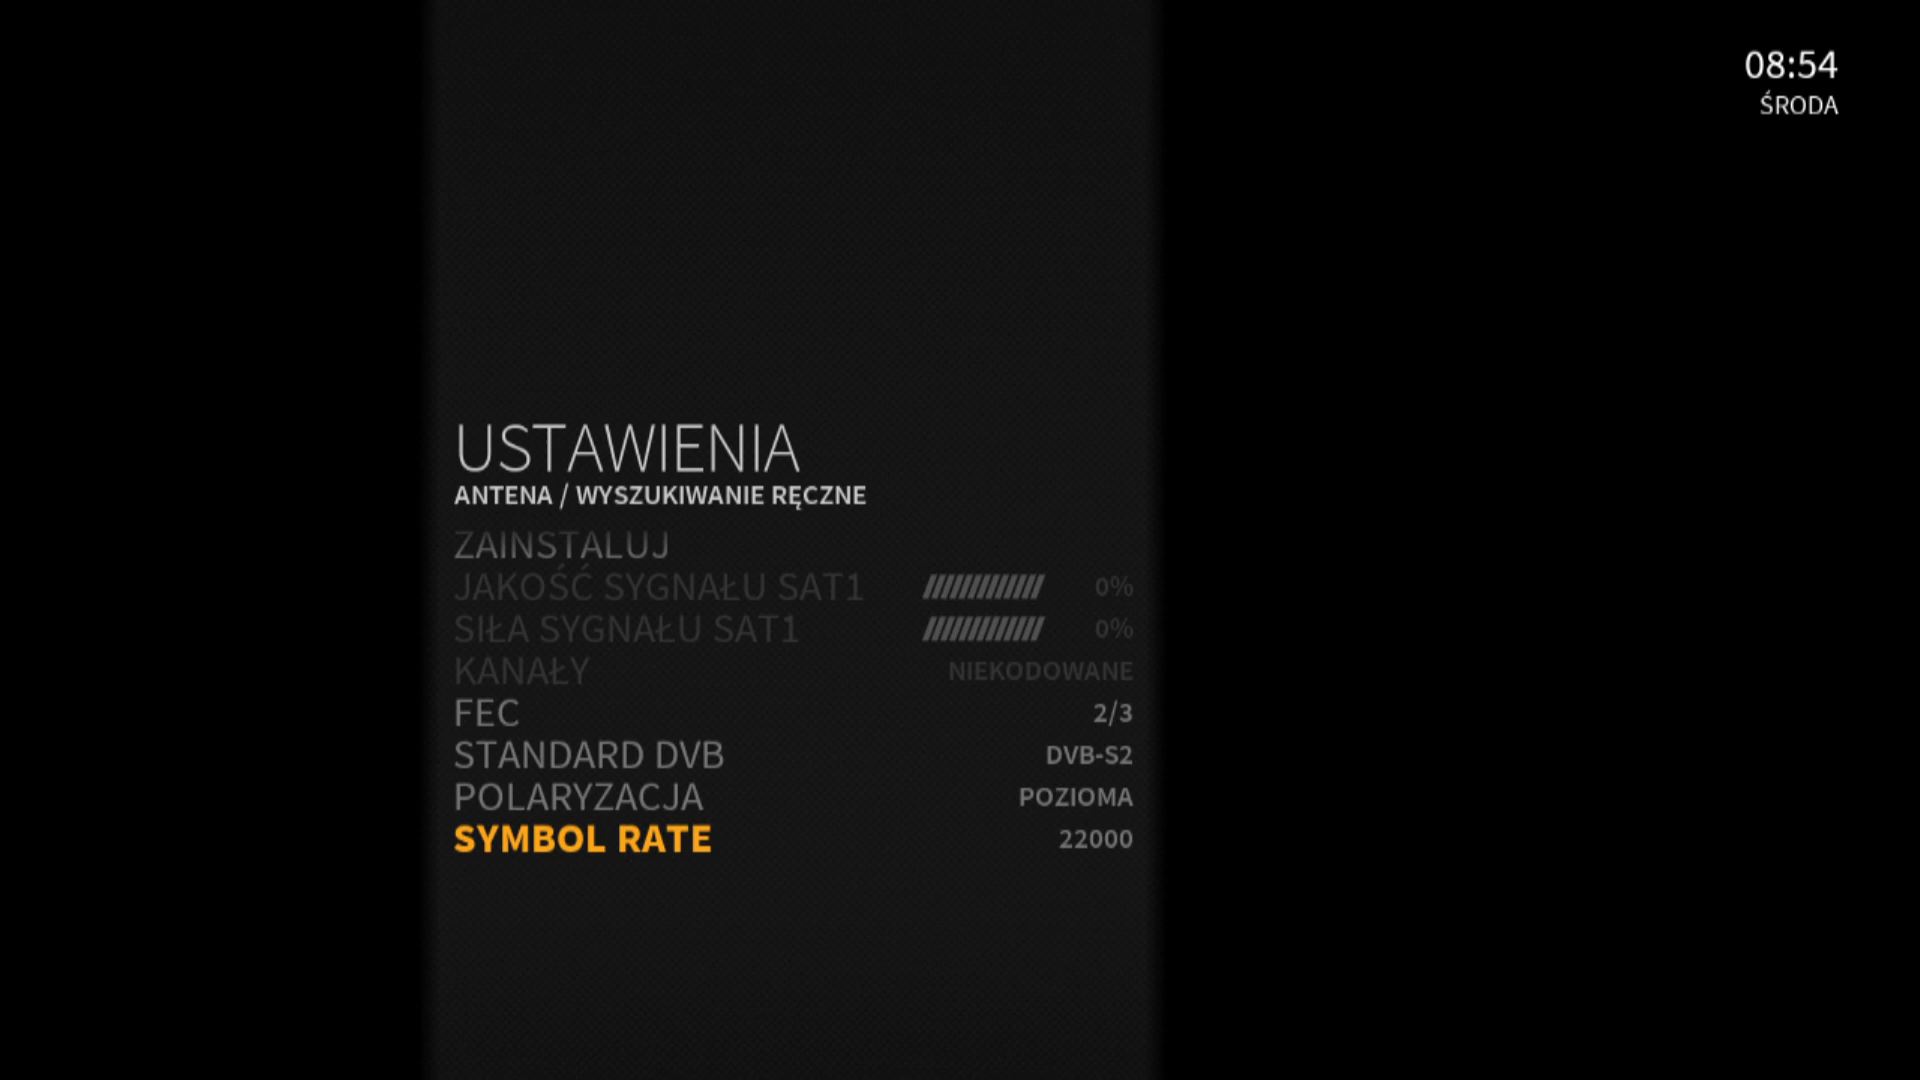 08:54
ŚRODA
USTAWIENIA
ANTENA / WYSZUKIWANIE RĘCZNE
ZAINSTALUJ
JAKOŚĆ SYGNAŁU SAT1 0%
SIŁA SYGNAŁU SAT1 0%
KANAŁY NIEKODOWANE
FEC 2/3
STANDARD DVB DVB-S2
POLARYZACJA POZIOMA
SYMBOL RATE 22000